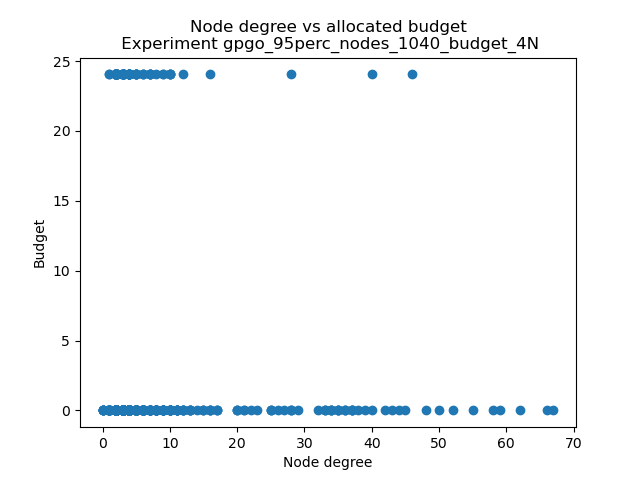 Node degree vs allocated budget
Experiment gpgo_95perc_nodes_1040_budget_4N
25
20
15
10
5
0
Budget
0 10 20 30 40 50 60 70
Node degree